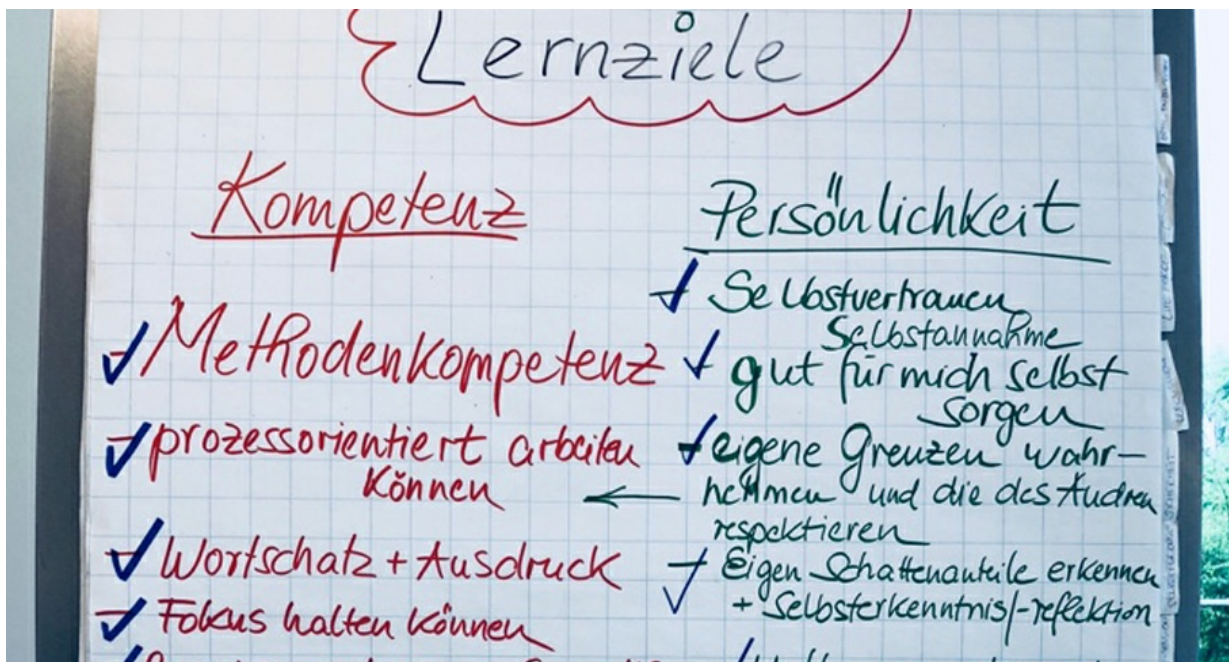 Lernziele
Kompetenz
- Methodenkompetenz
- prozessorientiert arbeiten
können
- Wortschatz + Ausdruck
- Fokus halten können
Persönlichkeit
- Selbstvertrauen
Selbstannahme
- gut für mich selbst
sorgen
- eigene Grenzen wahr-
nehmen und die des Andren
respektieren
- Eigen Schattenanteile erkennen
+ Selbsterkenntnis/-reflektion